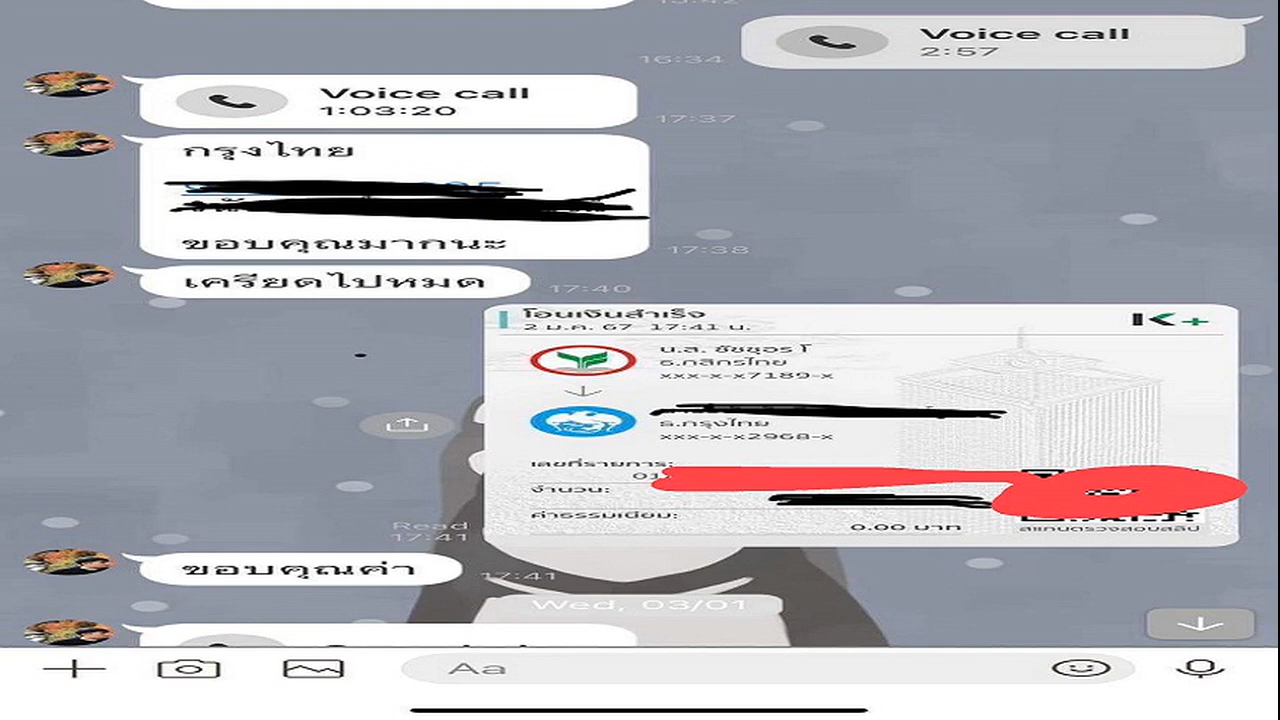 Voice call
2:57
16:34
Voice call
1:03:20
17:37
กรุงไทย
ขอบคุณมากนะ
17:38
เครียดไปหมด
17:40
โอนเงินสำเร็จ
2 ม.ค. 67 17:41 น.
K+
น.ส. ชัชชุอร โ
ธ.กสิกรไทย
xxx-x-x7189-x
ธ.กรุงไทย
xxx-x-x2968-x
เลขที่รายการ:
01
จำนวน:
ค่าธรรมเนียม:
0.00 บาท
สแกนตรวจสอบสลิป
Read
17:41
ขอบคุณค่า
17:41
Wed, 03/01
Aa